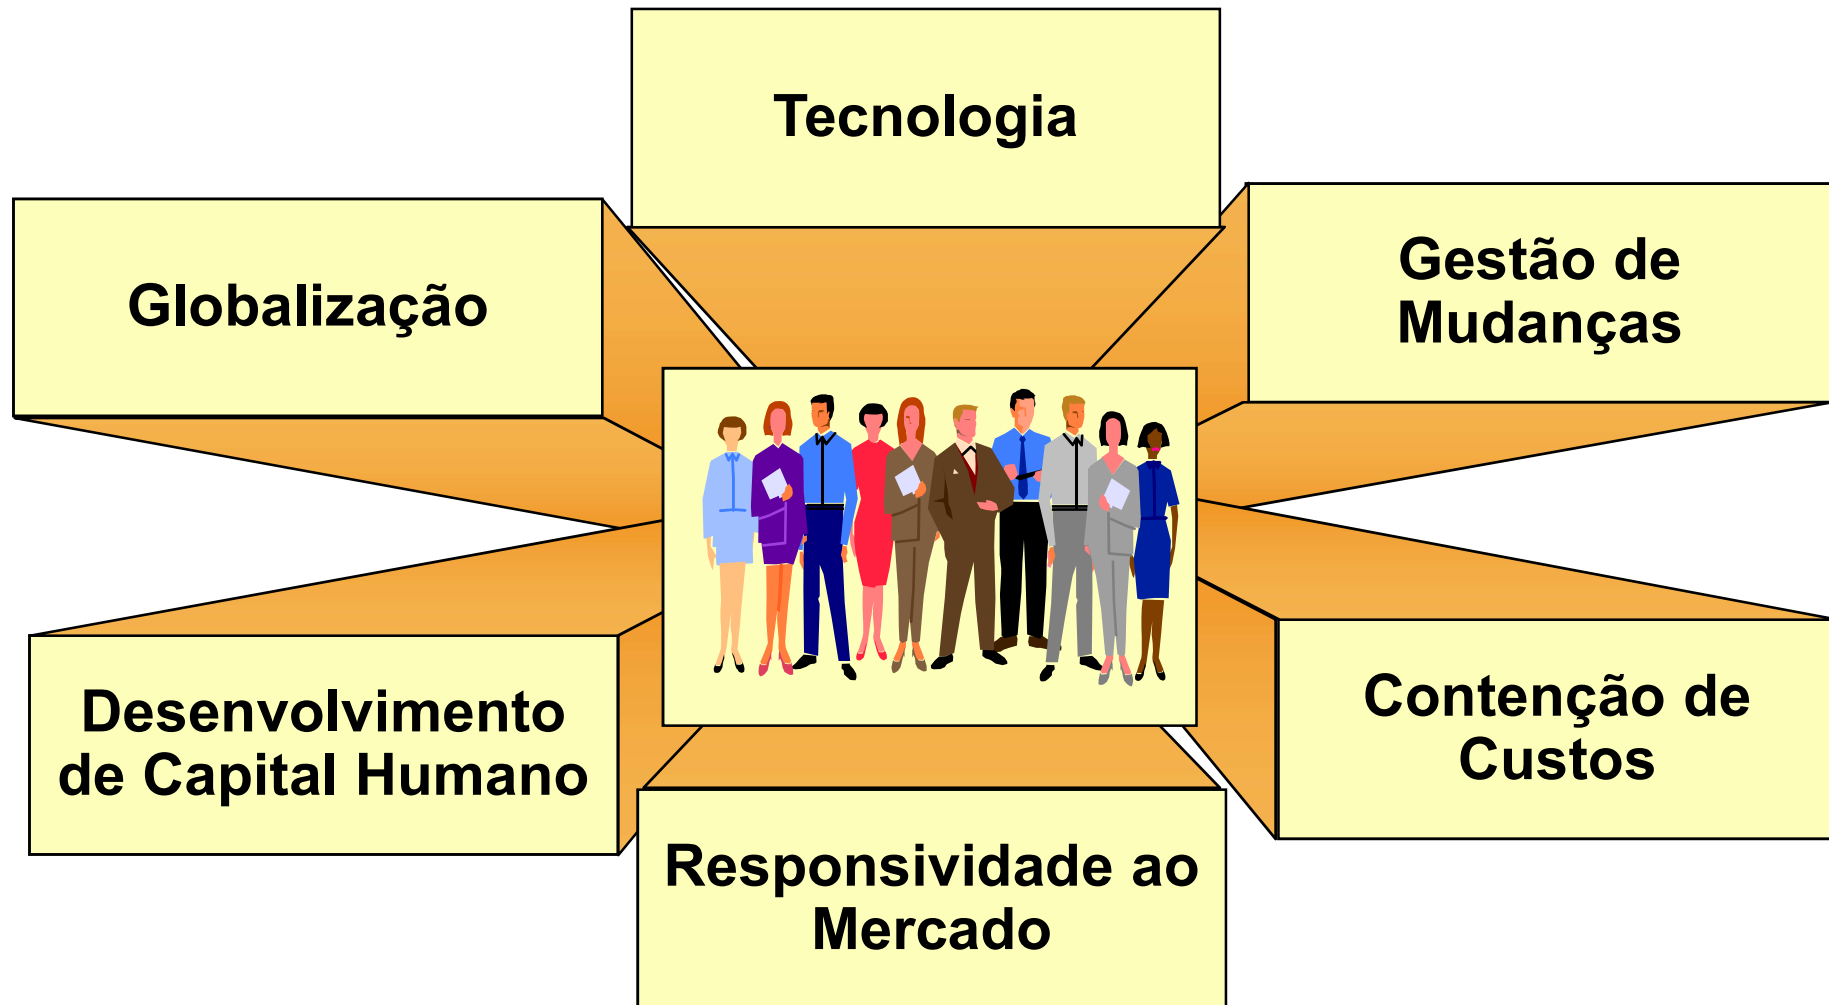 Tecnologia
Globalização
Gestão de
Mudanças
Desenvolvimento
de Capital Humano
Contenção de
Custos
Responsividade ao
Mercado